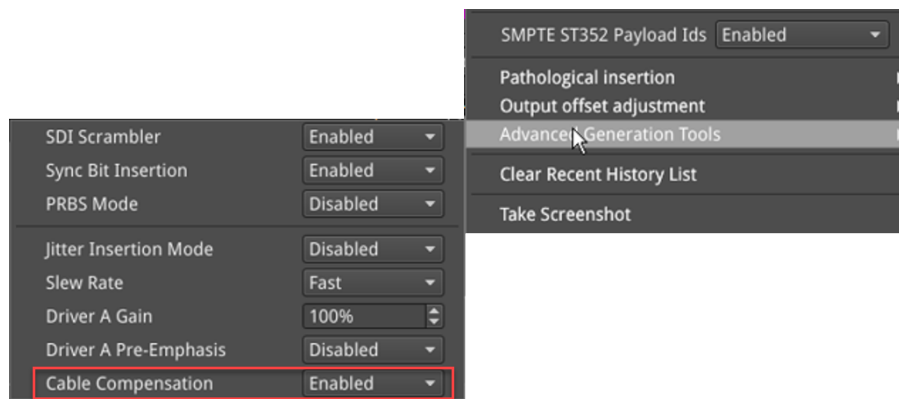 SMPTE ST352 Payload Ids Enabled
Pathological insertion
Output offset adjustment
Advanced Generation Tools
Clear Recent History List
Take Screenshot
SDI Scrambler Enabled
Sync Bit Insertion Enabled
PRBS Mode Disabled
Jitter Insertion Mode Disabled
Slew Rate Fast
Driver A Gain 100%
Driver A Pre-Emphasis Disabled
Cable Compensation Enabled